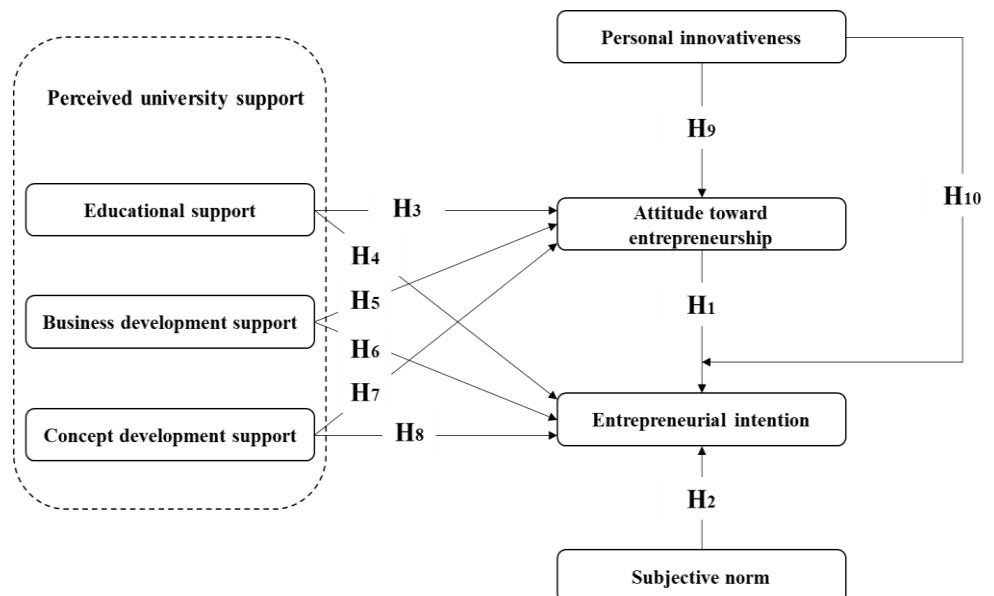 Personal innovativeness
Perceived university support
H9
H10
Educational support
H3
Attitude toward
entrepreneurship
H4
H5
Business development support
H1
H6
H7
Concept development support
H8
Entrepreneurial intention
H2
Subjective norm